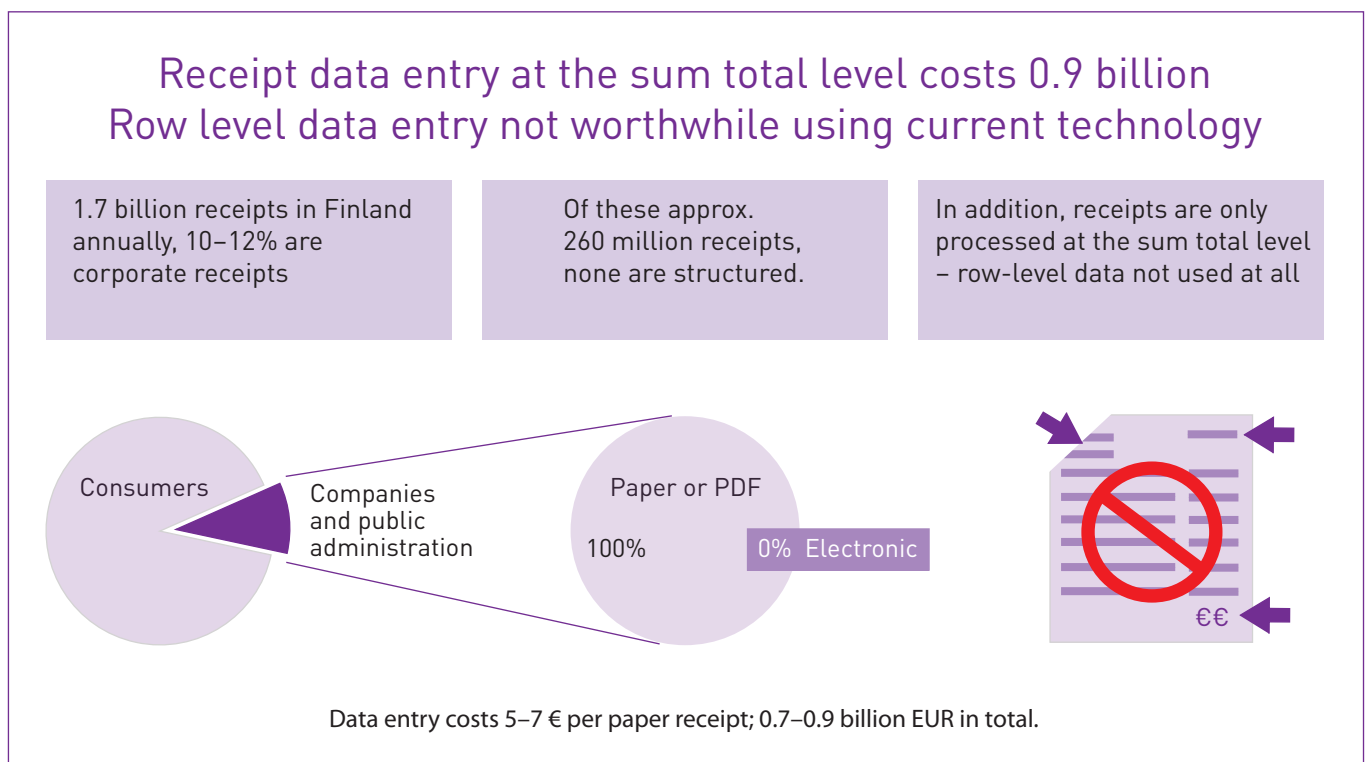 Receipt data entry at the sum total level costs 0.9 billion
Row level data entry not worthwhile using current technology
1.7 billion receipts in Finland
annually, 10–12% are
corporate receipts
Of these approx.
260 million receipts,
none are structured.
In addition, receipts are only
processed at the sum total level
– row-level data not used at all
Consumers
Companies
and public
administration
Paper or PDF
100%
0% Electronic
€€
Data entry costs 5–7 € per paper receipt; 0.7–0.9 billion EUR in total.